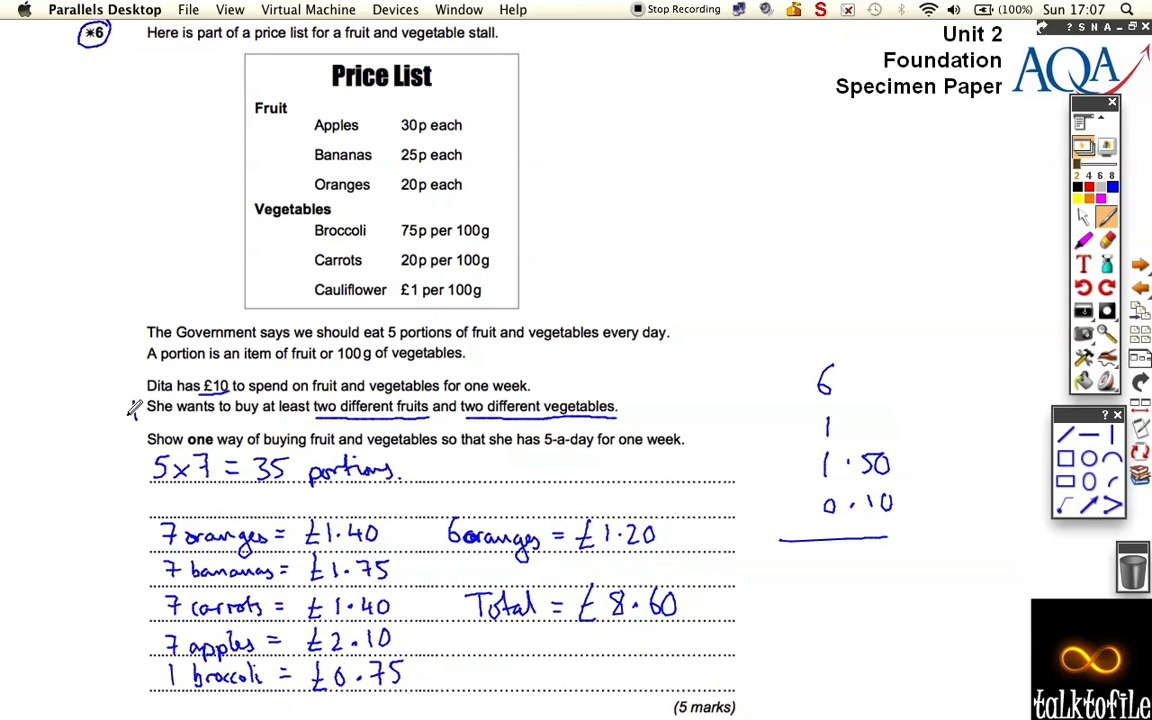 Parallels Desktop File Edit View Virtual Machine Devices Window Help Stop Recording (100%) Sun 17:07
*6 Here is part of a price list for a fruit and vegetable stall.
Unit 2
Foundation
Specimen Paper
AQA
? S N A
Price List
Fruit
Apples 30p each
Bananas 25p each
Oranges 20p each
Vegetables
Broccoli 75p per 100g
Carrots 20p per 100g
Cauliflower £1 per 100g
2 4 6 8
T
The Government says we should eat 5 portions of fruit and vegetables every day.
A portion is an item of fruit or 100g of vegetables.
Dita has £10 to spend on fruit and vegetables for one week.
She wants to buy at least two different fruits and two different vegetables.
Show one way of buying fruit and vegetables so that she has 5-a-day for one week.
5x7 = 35 portions.
7 oranges = £1.40 6 oranges = £1.20
7 bananas = £1.75
7 carrots = £1.40 Total = £8.60
7 apples = £2.10
1 broccoli = £0.75
6
1
1.50
0.10
(5 marks)
?
talktofile